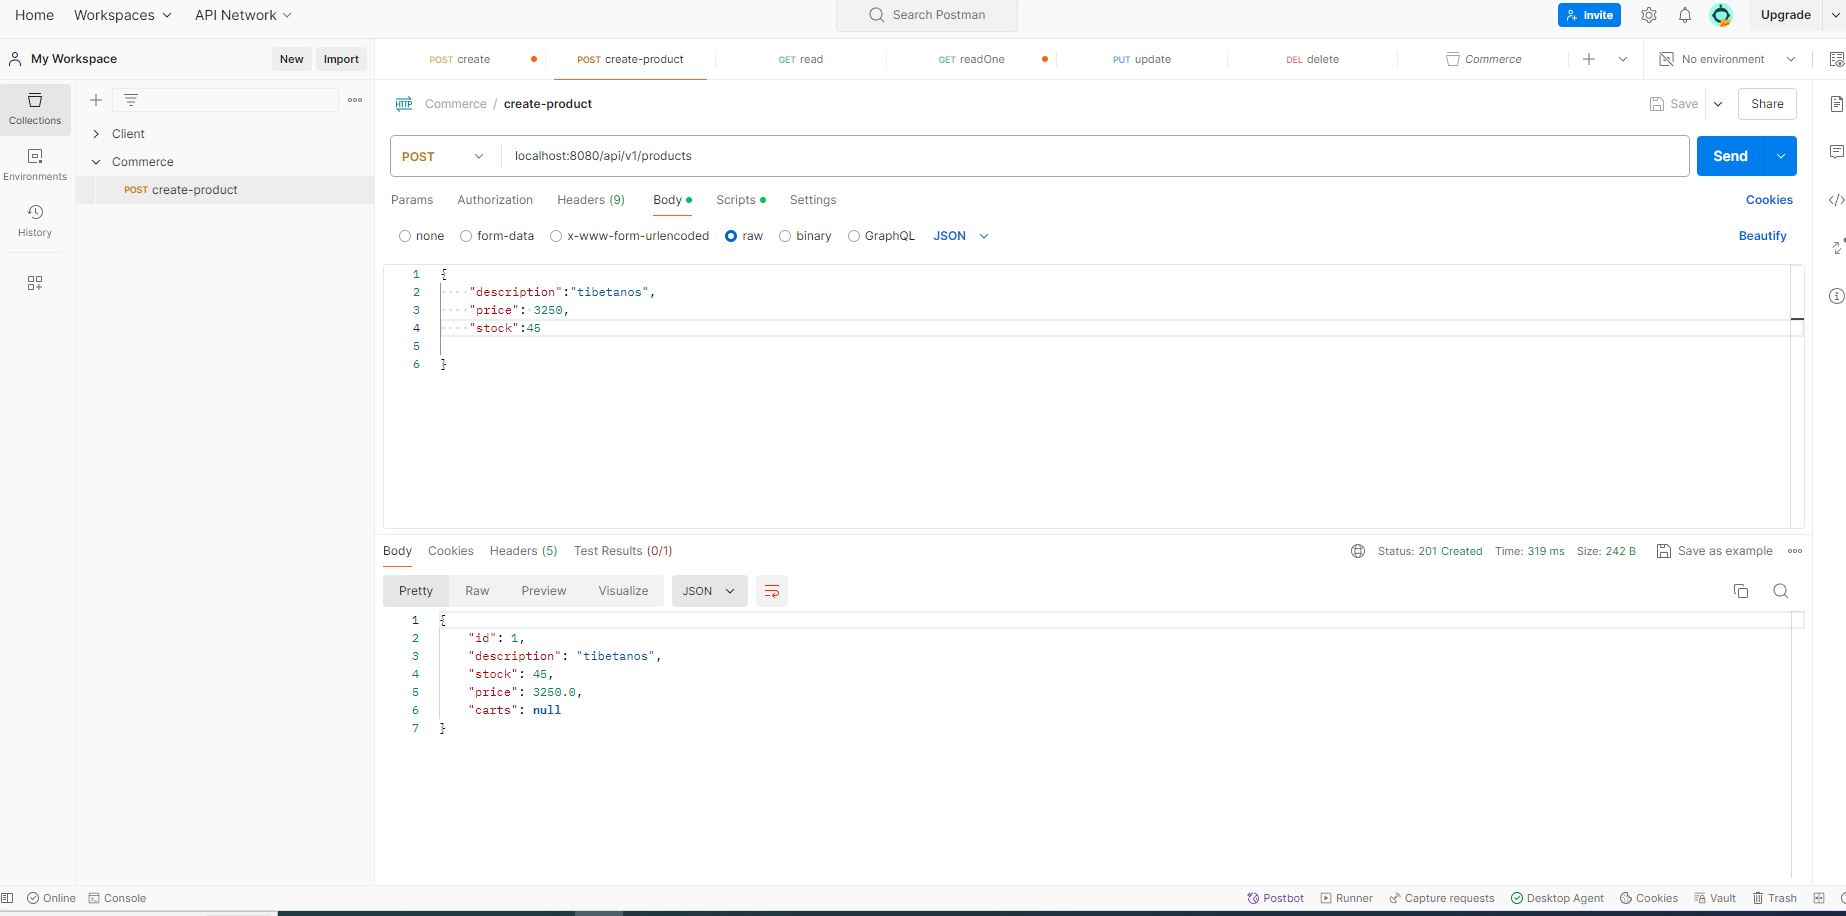 Home Workspaces API Network Search Postman Invite Upgrade
My Workspace New Import POST create POST create-product GET read GET readOne PUT update DEL delete Commerce No environment
Collections
Environments
History
Client
Commerce
POST create-product
HTTP Commerce / create-product Save Share
POST localhost:8080/api/v1/products Send
Params Authorization Headers (9) Body Scripts Settings Cookies
none form-data x-www-form-urlencoded raw binary GraphQL JSON Beautify
1 {
2 "description":"tibetanos",
3 "price": 3250,
4 "stock":45
5
6 }
Body Cookies Headers (5) Test Results (0/1) Status: 201 Created Time: 319 ms Size: 242 B Save as example
Pretty Raw Preview Visualize JSON
1 {
2 "id": 1,
3 "description": "tibetanos",
4 "stock": 45,
5 "price": 3250.0,
6 "carts": null
7 }
Online Console Postbot Runner Capture requests Desktop Agent Cookies Vault Trash